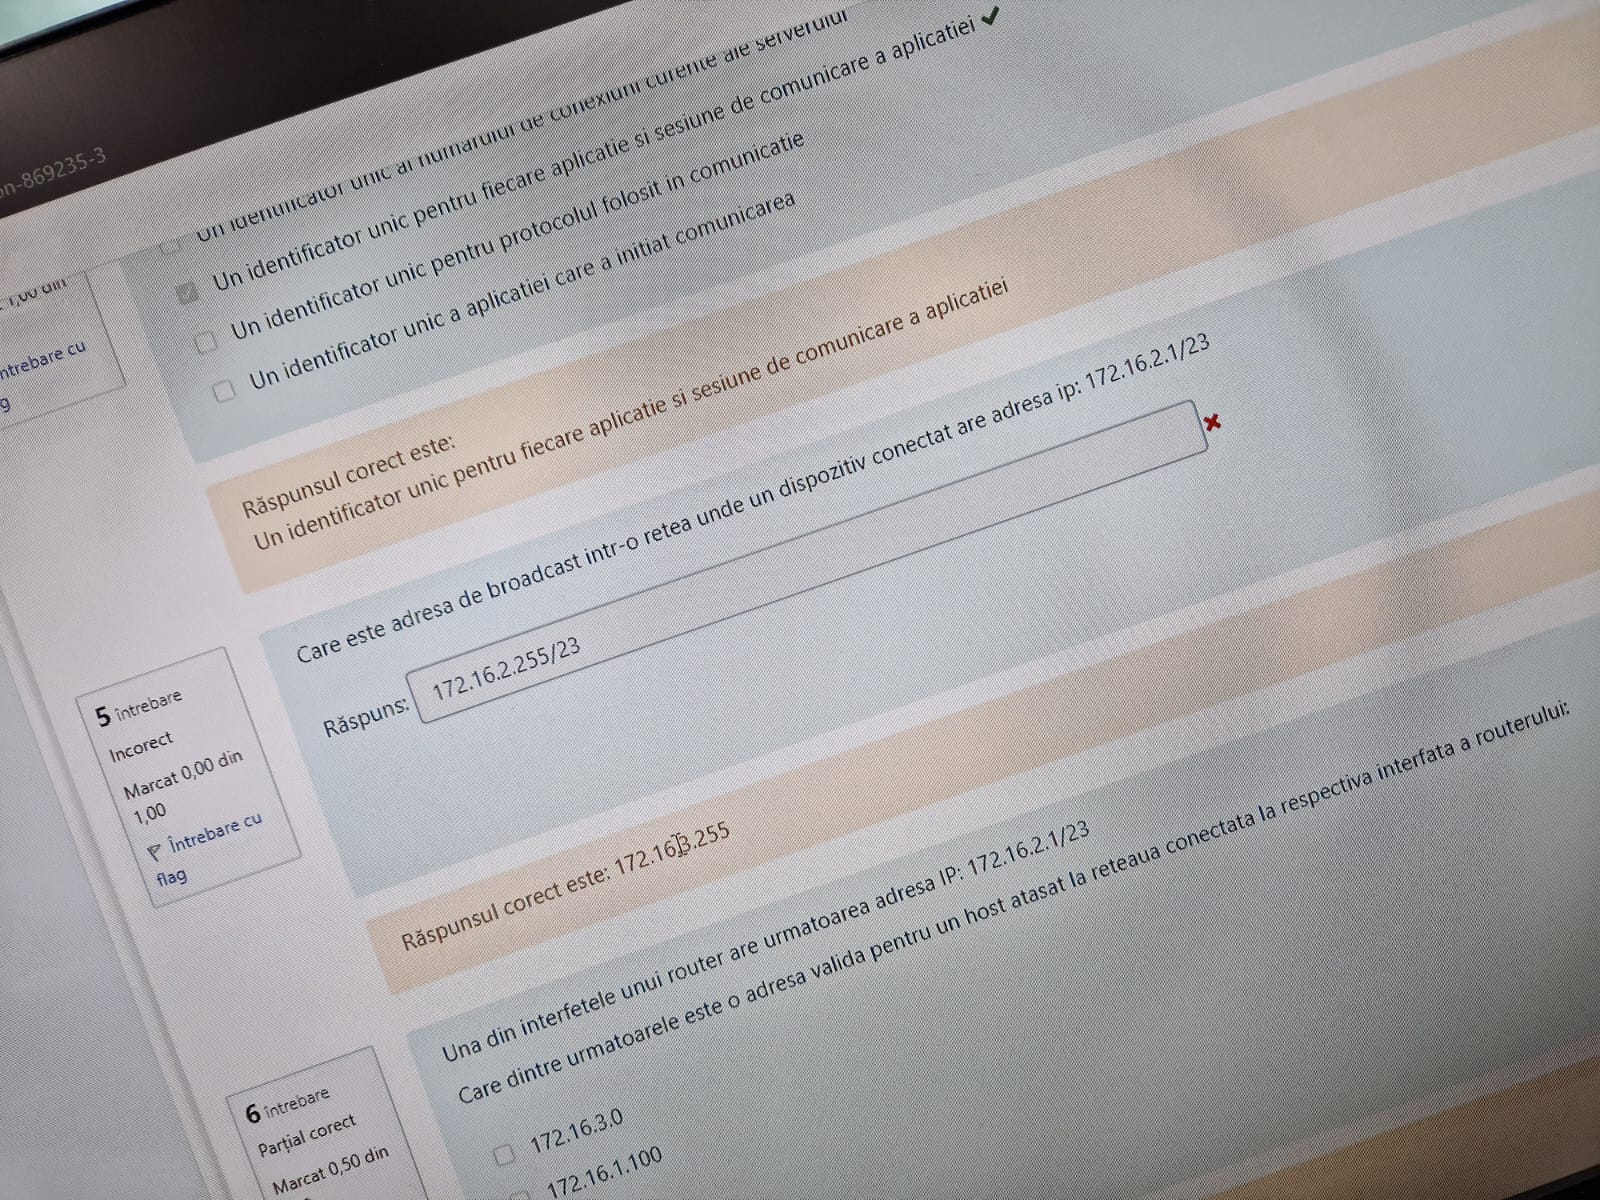 on-869235-3
Un identificator unic al numarului de conexiuni curente ale serverului
Un identificator unic pentru fiecare aplicatie si sesiune de comunicare a aplicatiei
Un identificator unic pentru protocolul folosit in comunicatie
Un identificator unic a aplicatiei care a initiat comunicarea
1,00 din
ntrebare cu
g
Răspunsul corect este:
Un identificator unic pentru fiecare aplicatie si sesiune de comunicare a aplicatiei
5 întrebare
Incorect
Marcat 0,00 din
1,00
Întrebare cu
flag
Care este adresa de broadcast intr-o retea unde un dispozitiv conectat are adresa ip: 172.16.2.1/23
Răspuns: 172.16.2.255/23
Răspunsul corect este: 172.16.3.255
6 întrebare
Parțial corect
Marcat 0,50 din
Una din interfetele unui router are urmatoarea adresa IP: 172.16.2.1/23
Care dintre urmatoarele este o adresa valida pentru un host atasat la reteaua conectata la respectiva interfata a routerului:
172.16.3.0
172.16.1.100